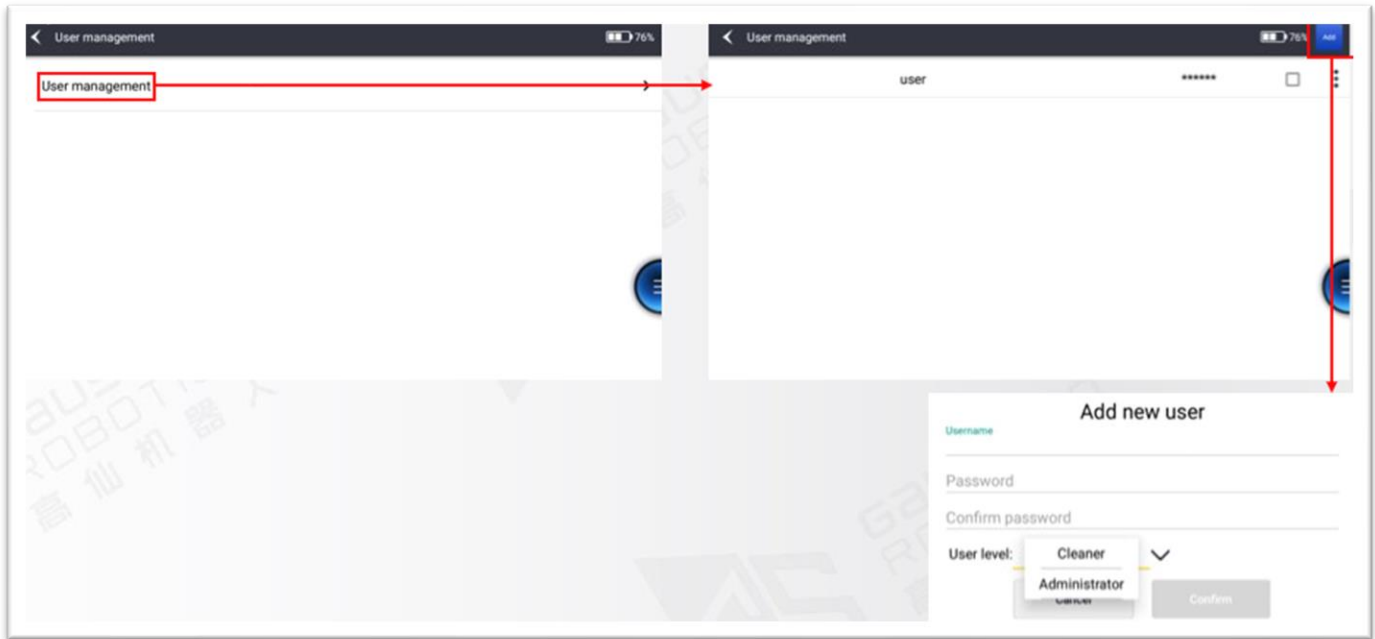 User management
76%
User management
User management
76%
Add
user
******
Add new user
Username
Password
Confirm password
User level:
Cleaner
Administrator
Cancel
Confirm
高仙机器人